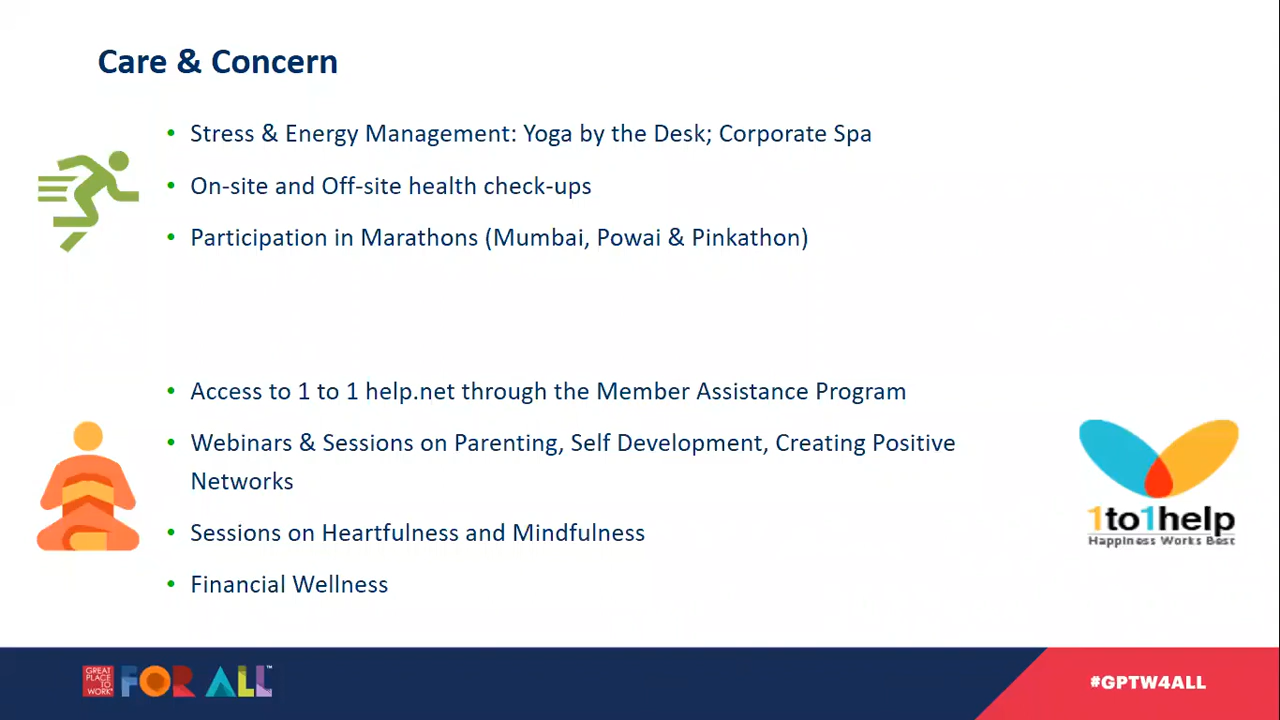 Care & Concern
• Stress & Energy Management: Yoga by the Desk; Corporate Spa
• On-site and Off-site health check-ups
• Participation in Marathons (Mumbai, Powai & Pinkathon)
• Access to 1 to 1 help.net through the Member Assistance Program
• Webinars & Sessions on Parenting, Self Development, Creating Positive
Networks
• Sessions on Heartfulness and Mindfulness
• Financial Wellness
1to1help
Happiness Works Best
GREAT
PLACE
TO
WORK®
FOR ALL™
#GPTW4ALL